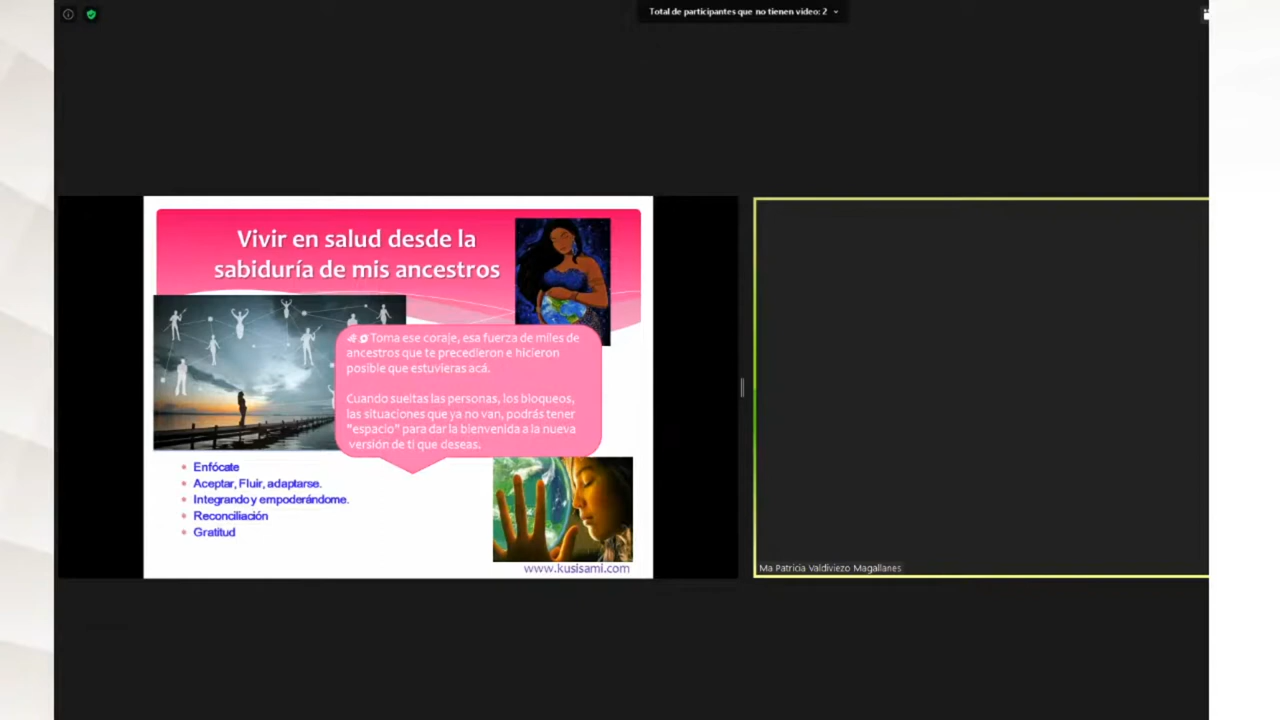 Total de participantes que no tienen video: 2
Vivir en salud desde la
sabiduría de mis ancestros
Toma ese coraje, esa fuerza de miles de
ancestros que te precedieron e hicieron
posible que estuvieras acá.
Cuando sueltas las personas, los bloqueos,
las situaciones que ya no van, podrás tener
"espacio" para dar la bienvenida a la nueva
versión de ti que deseas.
Enfócate
Aceptar, Fluir, adaptarse.
Integrando y empoderándome.
Reconciliación
Gratitud
www.kusisami.com
Ma Patricia Valdiviezo Magallanes